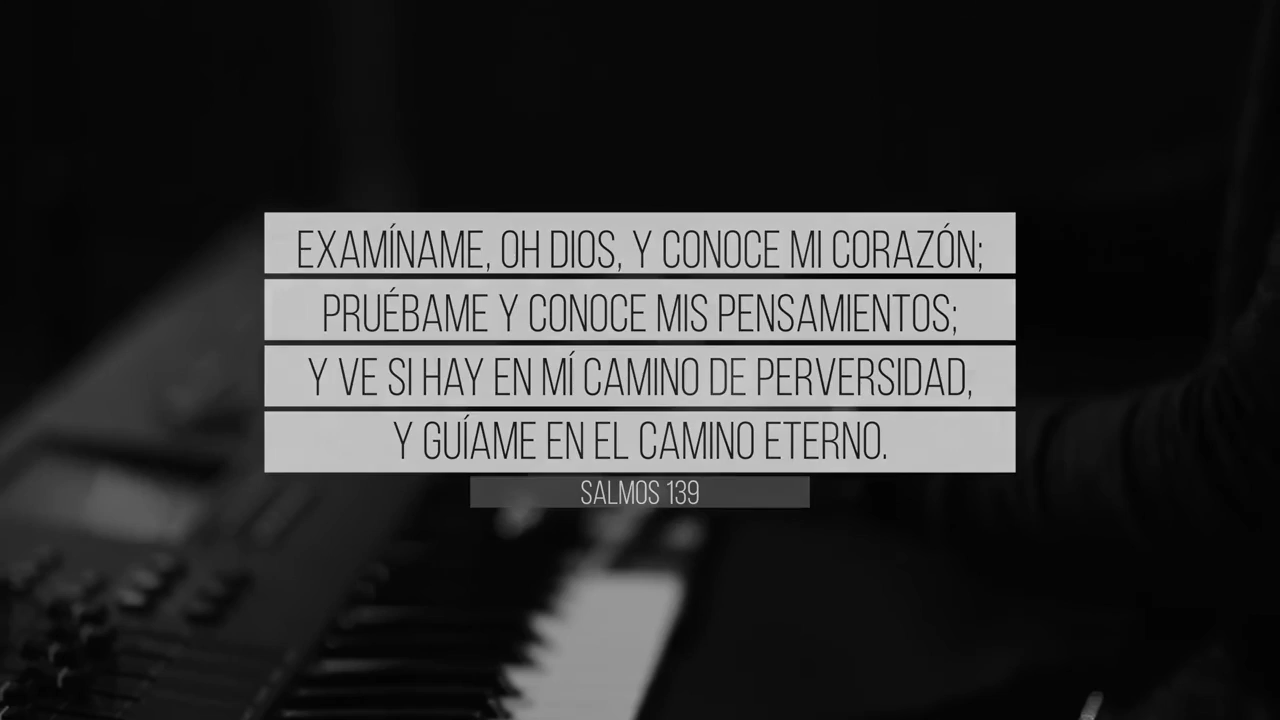 EXAMÍNAME, OH DIOS, Y CONOCE MI CORAZÓN;
PRUÉBAME Y CONOCE MIS PENSAMIENTOS;
Y VE SI HAY EN MÍ CAMINO DE PERVERSIDAD,
Y GUÍAME EN EL CAMINO ETERNO.
SALMOS 139